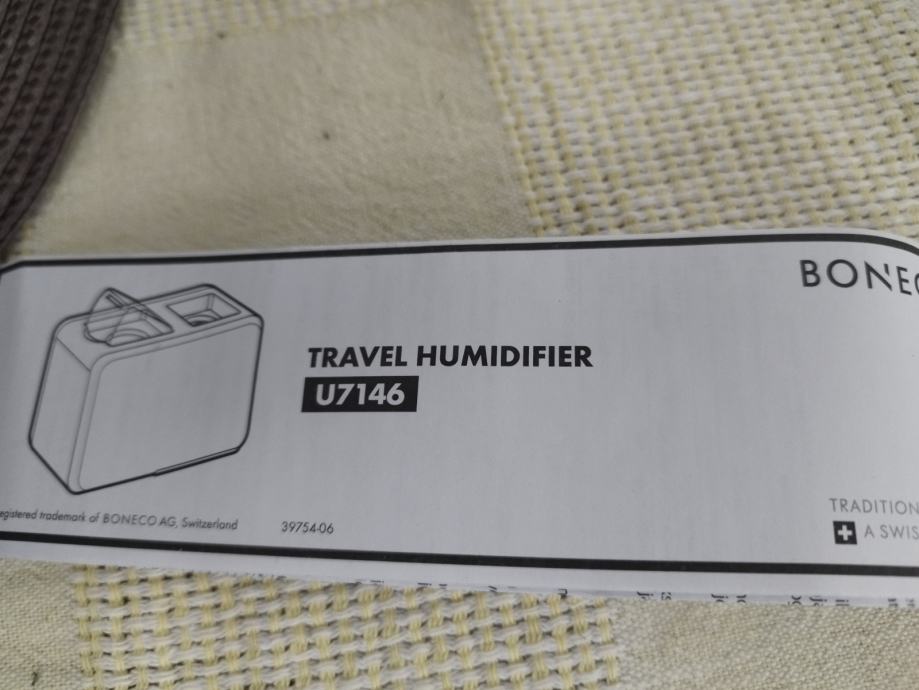 BONEC
TRAVEL HUMIDIFIER
U7146
egistered trademark of BONECO AG, Switzerland
39754-06
TRADITION
A SWIS